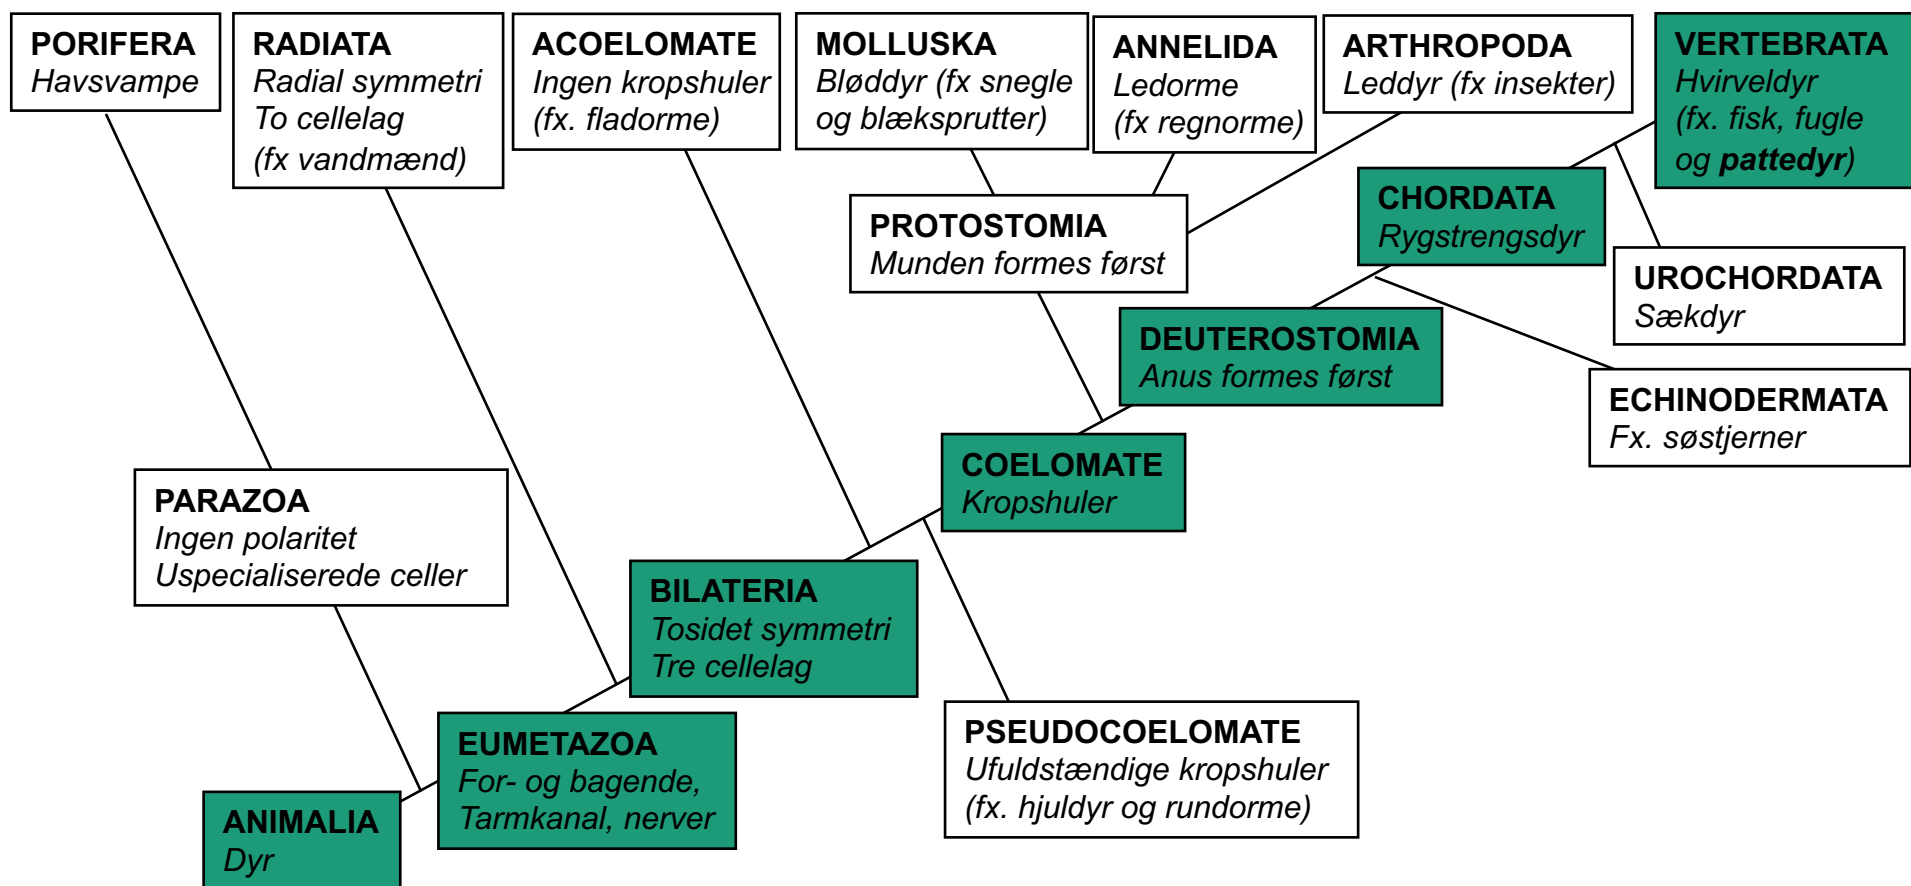 PORIFERA
Havsvampe
RADIATA
Radial symmetri
To cellelag
(fx vandmænd)
ACOELOMATE
Ingen kropshuler
(fx. fladorme)
MOLLUSKA
Bløddyr (fx snegle
og blæksprutter)
ANNELIDA
Ledorme
(fx regnorme)
ARTHROPODA
Leddyr (fx insekter)
VERTEBRATA
Hvirveldyr
(fx. fisk, fugle
og pattedyr)
PROTOSTOMIA
Munden formes først
CHORDATA
Rygstrengsdyr
UROCHORDATA
Sækdyr
DEUTEROSTOMIA
Anus formes først
ECHINODERMATA
Fx. søstjerner
COELOMATE
Kropshuler
PARAZOA
Ingen polaritet
Uspecialiserede celler
BILATERIA
Tosidet symmetri
Tre cellelag
EUMETAZOA
For- og bagende,
Tarmkanal, nerver
PSEUDOCOELOMATE
Ufuldstændige kropshuler
(fx. hjuldyr og rundorme)
ANIMALIA
Dyr